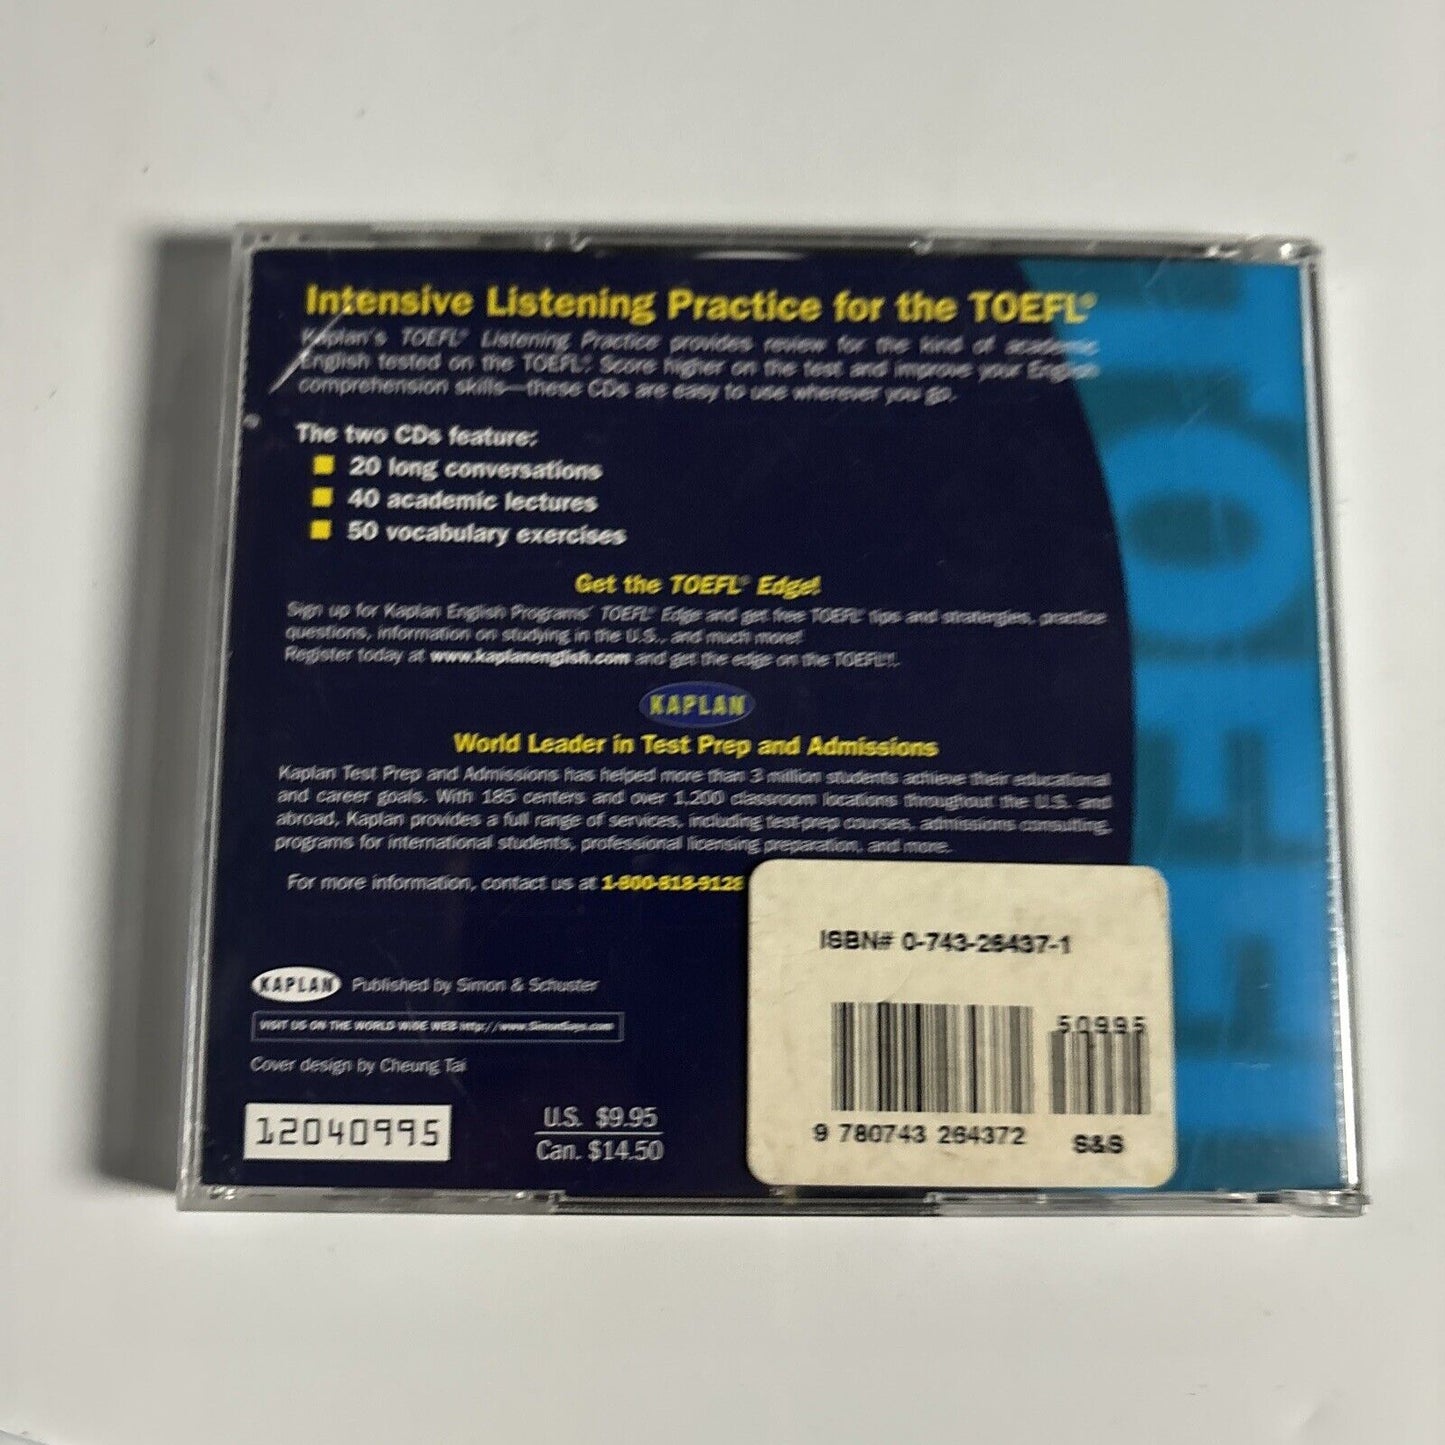 Intensive Listening Practice for the TOEFL®
Kaplan's TOEFL® Listening Practice provides review for the kind of academic
English tested on the TOEFL®. Score higher on the test and improve your English
comprehension skills—these CDs are easy to use wherever you go.
The two CDs feature:
20 long conversations
40 academic lectures
50 vocabulary exercises
Get the TOEFL® Edge!
Sign up for Kaplan English Programs' TOEFL® Edge and get free TOEFL® tips and stratergies, practice
questions, information on studying in the U.S., and much more!
Register today at www.kaplanenglish.com and get the edge on the TOEFL®!.
KAPLAN
World Leader in Test Prep and Admissions
Kaplan Test Prep and Admissions has helped more than 3 million students achieve their educational
and career goals. With 185 centers and over 1,200 classroom locations throughout the U.S. and
abroad, Kaplan provides a full range of services, including test-prep courses, admissions consulting,
programs for international students, professional licensing preparation, and more.
For more information, contact us at 1-800-818-9128
ISBN# 0-743-26437-1
50995
9 780743 264372
S&S
KAPLAN Published by Simon & Schuster
VISIT US ON THE WORLD WIDE WEB http://www.SimonSays.com
Cover design by Cheung Tai
12040995
U.S. $9.95
Can. $14.50